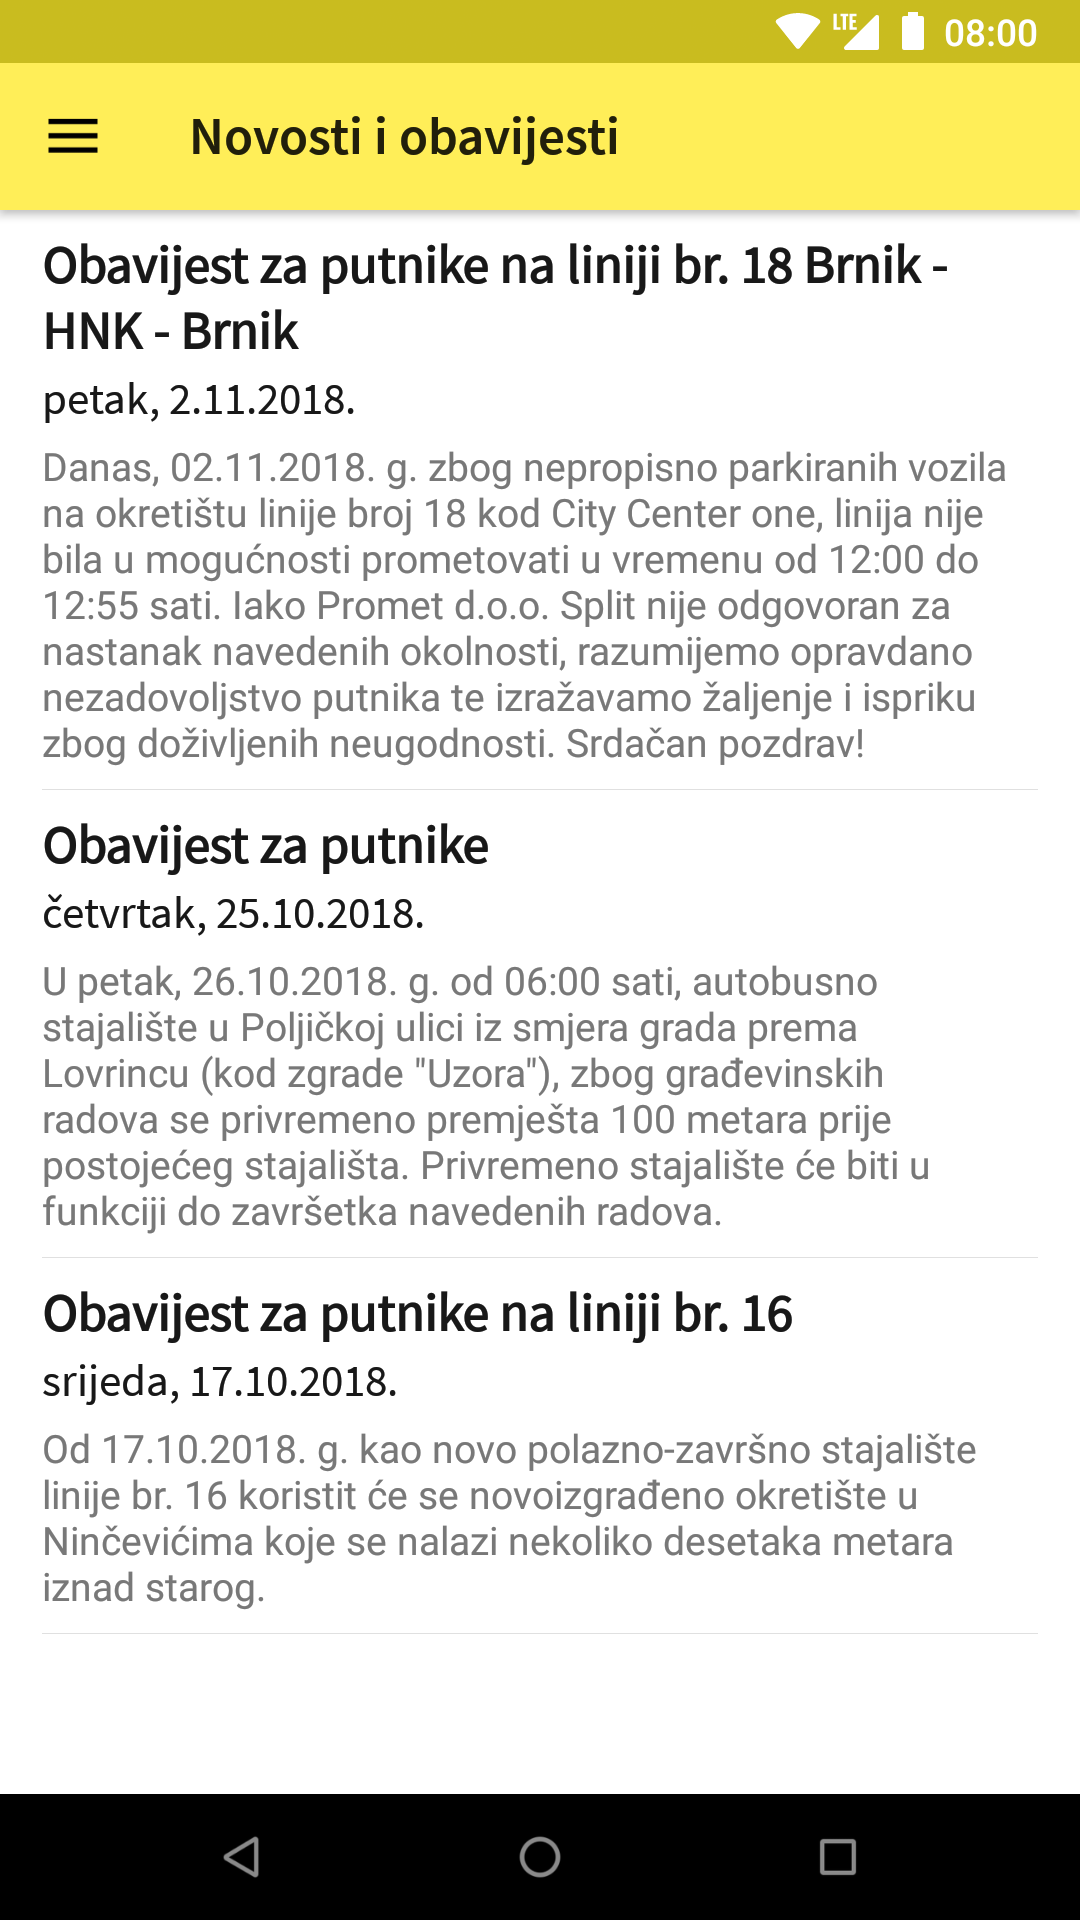 LTE 08:00
Novosti i obavijesti
Obavijest za putnike na liniji br. 18 Brnik -
HNK - Brnik
petak, 2.11.2018.
Danas, 02.11.2018. g. zbog nepropisno parkiranih vozila
na okretištu linije broj 18 kod City Center one, linija nije
bila u mogućnosti prometovati u vremenu od 12:00 do
12:55 sati. Iako Promet d.o.o. Split nije odgovoran za
nastanak navedenih okolnosti, razumijemo opravdano
nezadovoljstvo putnika te izražavamo žaljenje i ispriku
zbog doživljenih neugodnosti. Srdačan pozdrav!
Obavijest za putnike
četvrtak, 25.10.2018.
U petak, 26.10.2018. g. od 06:00 sati, autobusno
stajalište u Poljičkoj ulici iz smjera grada prema
Lovrincu (kod zgrade "Uzora"), zbog građevinskih
radova se privremeno premješta 100 metara prije
postojećeg stajališta. Privremeno stajalište će biti u
funkciji do završetka navedenih radova.
Obavijest za putnike na liniji br. 16
srijeda, 17.10.2018.
Od 17.10.2018. g. kao novo polazno-završno stajalište
linije br. 16 koristit će se novoizgrađeno okretište u
Ninčevićima koje se nalazi nekoliko desetaka metara
iznad starog.